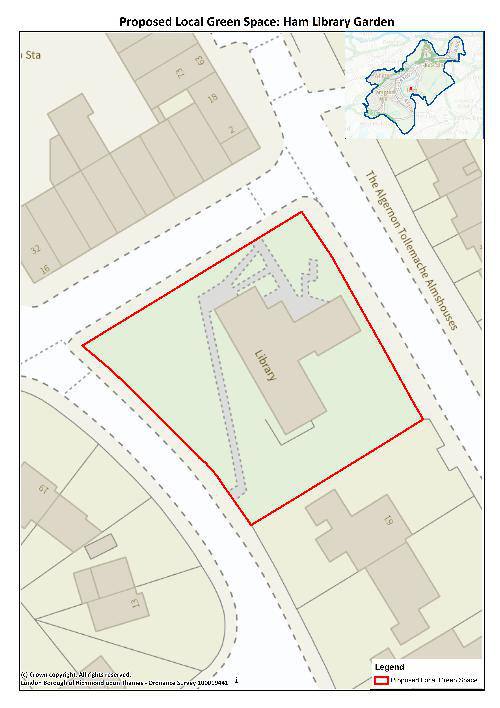 Proposed Local Green Space: Ham Library Garden
Sta
13
63
18
2
32
16
The Algernon Tollemache Almshouses
Library
61
19
13
Legend
Proposed Local Green Space
(c) Crown copyright. All rights reserved.
London Borough of Richmond upon Thames - Ordnance Survey 100019441